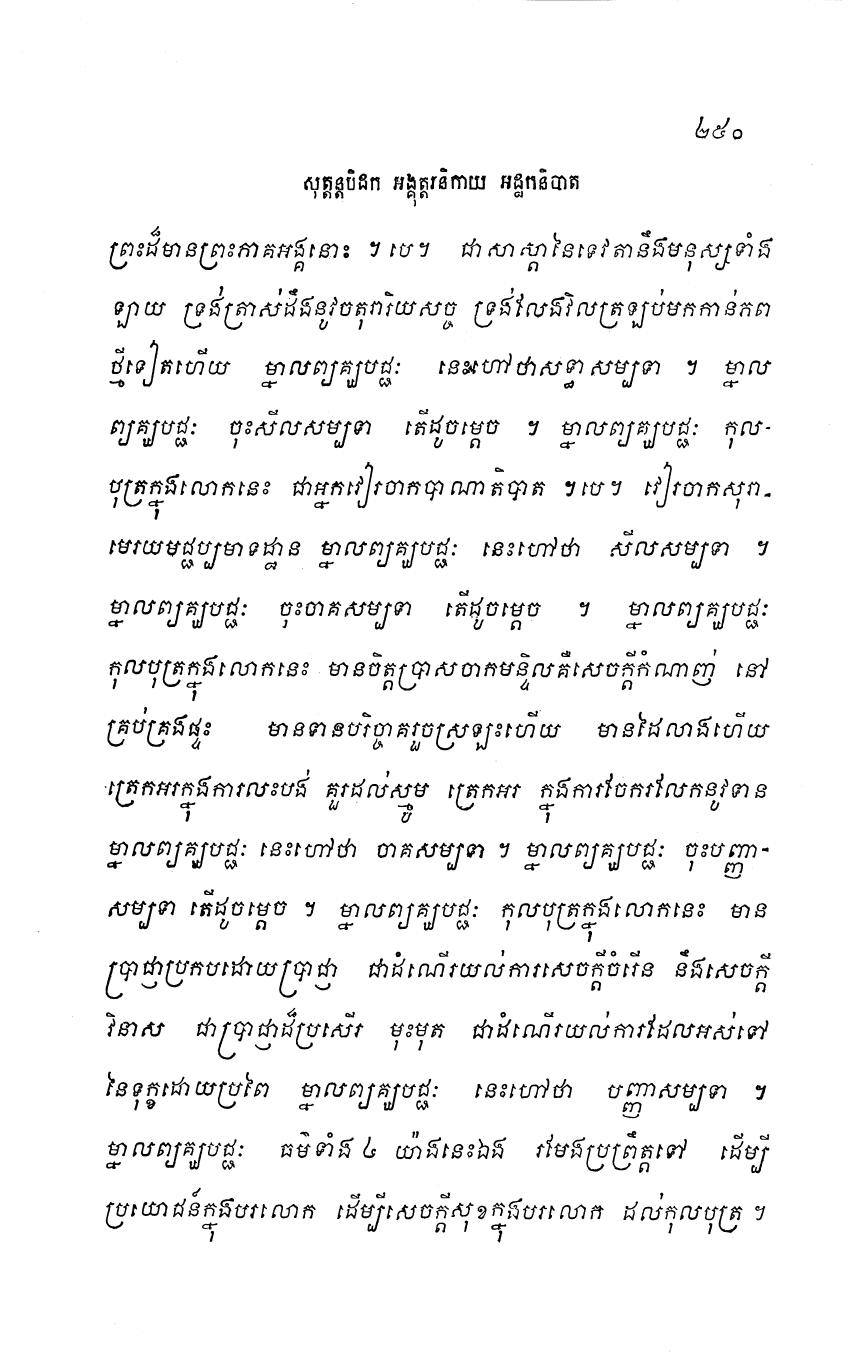 ២៥០
សុត្តន្តបិដក អង្គុត្តរនិកាយ អដ្ឋកនិបាត
ព្រះដ៏មានព្រះភាគអង្គនោះ ។ បេ។ ជាសាស្តានៃទេវតានឹងមនុស្សទាំង
ឡាយ ទ្រង់ត្រាស់ដឹងនូវចតុរារិយសច្ច ទ្រង់លែងវិលត្រឡប់មកកាន់ភព
ថ្មីទៀតហើយ ម្នាលព្យគ្ឃបជ្ជៈ នេះហៅថាសទ្ធាសម្បទា ។ ម្នាល
ព្យគ្ឃបជ្ជៈ ចុះសីលសម្បទា តើដូចម្តេច ។ ម្នាលព្យគ្ឃបជ្ជៈ កុល-
បុត្រក្នុងលោកនេះ ជាអ្នកវៀរចាកបាណាតិបាត ។បេ។ វៀរចាកសុរា-
មេរយមជ្ជប្បមាទដ្ឋាន ម្នាលព្យគ្ឃបជ្ជៈ នេះហៅថា សីលសម្បទា ។
ម្នាលព្យគ្ឃបជ្ជៈ ចុះចាគសម្បទា តើដូចម្តេច ។ ម្នាលព្យគ្ឃបជ្ជៈ
កុលបុត្រក្នុងលោកនេះ មានចិត្តប្រាសចាកមន្ទិលគឺសេចក្តីកំណាញ់ នៅ
គ្រប់គ្រងផ្ទះ មានទានបរិច្ចាគរួចស្រឡះហើយ មានដៃលាងហើយ
ត្រេកអរក្នុងការលះបង់ គួរដល់ស្មូម ត្រេកអរ ក្នុងការចែករលែកនូវទាន
ម្នាលព្យគ្ឃបជ្ជៈ នេះហៅថា ចាគសម្បទា ។ ម្នាលព្យគ្ឃបជ្ជៈ ចុះបញ្ញា-
សម្បទា តើដូចម្តេច ។ ម្នាលព្យគ្ឃបជ្ជៈ កុលបុត្រក្នុងលោកនេះ មាន
ប្រាជ្ញាប្រកបដោយប្រាជ្ញា ជាដំណើរយល់ការសេចក្តីចំរើន នឹងសេចក្តី
វិនាស ជាប្រាជ្ញាដ៏ប្រសើរ មុះមុត ជាដំណើរយល់ការដែលអស់ទៅ
នៃទុក្ខដោយប្រពៃ ម្នាលព្យគ្ឃបជ្ជៈ នេះហៅថា បញ្ញាសម្បទា ។
ម្នាលព្យគ្ឃបជ្ជៈ ធម៌ទាំង ៤ យ៉ាងនេះឯង រមែងប្រព្រឹត្តទៅ ដើម្បី
ប្រយោជន៍ក្នុងបរលោក ដើម្បីសេចក្តីសុខក្នុងបរលោក ដល់កុលបុត្រ ។